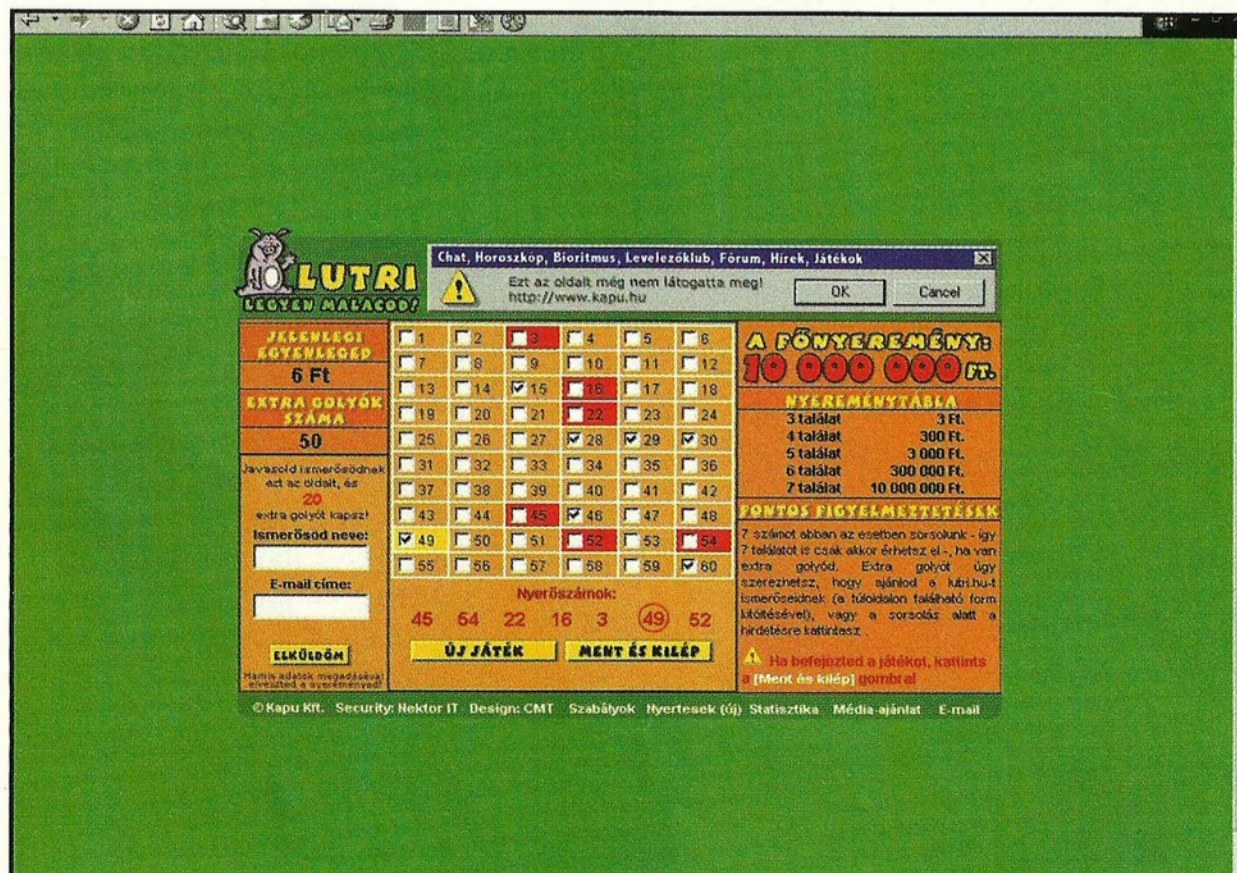 LUTRI
LEGYEN MALACOD!
Chat, Horoszkóp, Bioritmus, Levelezőklub, Fórum, Hírek, Játékok
Ezt az oldalt még nem látogatta meg!
http://www.kapu.hu
OK Cancel
JELENLEGI
EGYENLEGED
6 Ft
EXTRA GOLYÓK
SZÁMA
50
Javasold ismerősödnek
ezt az oldalt, és
20
extra golyót kapsz!
Ismerősöd neve:
E-mail címe:
ELKÜLDÖM
Hamis adatok megadásával
elveszted a nyereményed!
1 2 3 4 5 6
7 8 9 10 11 12
13 14 15 16 17 18
19 20 21 22 23 24
25 26 27 28 29 30
31 32 33 34 35 36
37 38 39 40 41 42
43 44 45 46 47 48
49 50 51 52 53 54
55 56 57 58 59 60
Nyerőszámok:
45 54 22 16 3 49 52
ÚJ JÁTÉK MENT ÉS KILÉP
A FŐNYEREMÉNY:
10 000 000 FT.
NYEREMÉNYTÁBLA
3 találat 3 Ft.
4 találat 300 Ft.
5 találat 3 000 Ft.
6 találat 300 000 Ft.
7 találat 10 000 000 Ft.
FONTOS FIGYELMEZTETÉSEK
7 számot abban az esetben sorsolunk - így
7 találatot is csak akkor érhetsz el -, ha van
extra golyód. Extra golyót úgy
szerezhetsz, hogy ajánlod a lutri.hu-t
ismerőseidnek (a túloldalon található form
kitöltésével), vagy a sorsolás alatt a
hirdetésre kattintasz.
Ha befejezted a játékot, kattints
a [Ment és kilép] gombra!
© Kapu Kft. Security: Nektor IT Design: CMT Szabályok Nyertesek (új) Statisztika Média-ajánlat E-mail